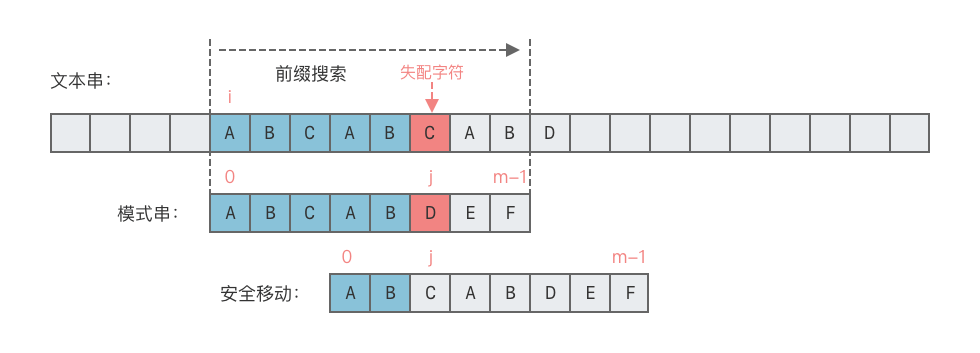 前缀搜索
失配字符
文本串：
i
A B C A B C A B D
0 j m-1
模式串：
A B C A B D E F
0 j m-1
安全移动：
A B C A B D E F